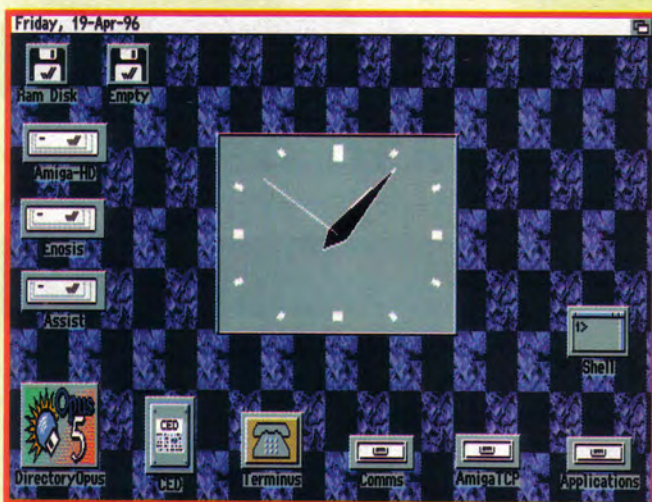 Friday, 19-Apr-96
Ram Disk
Empty
Amiga-HD
Enosis
Assist
1>
Shell
Opus
5
DirectoryOpus
CED
CED
Terminus
Comms
AmigaTCP
Applications